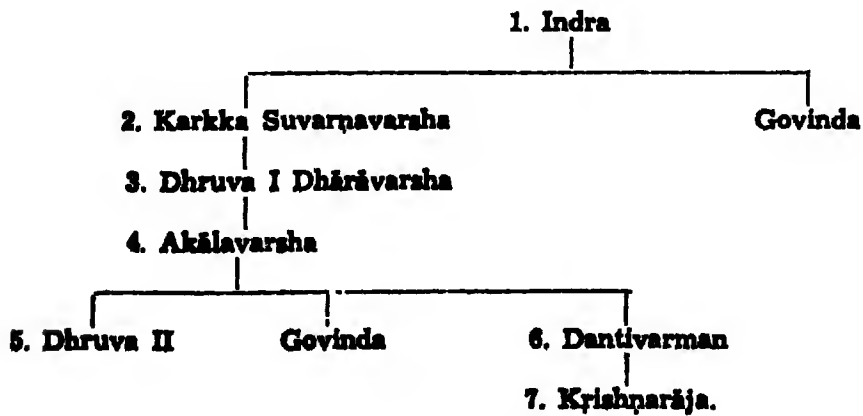 1. Indra
2. Karkka Suvarṇavarsha Govinda
3. Dhruva I Dhārāvarsha
4. Akālavarsha
5. Dhruva II Govinda 6. Dantivarman
7. Kṛishṇarāja.